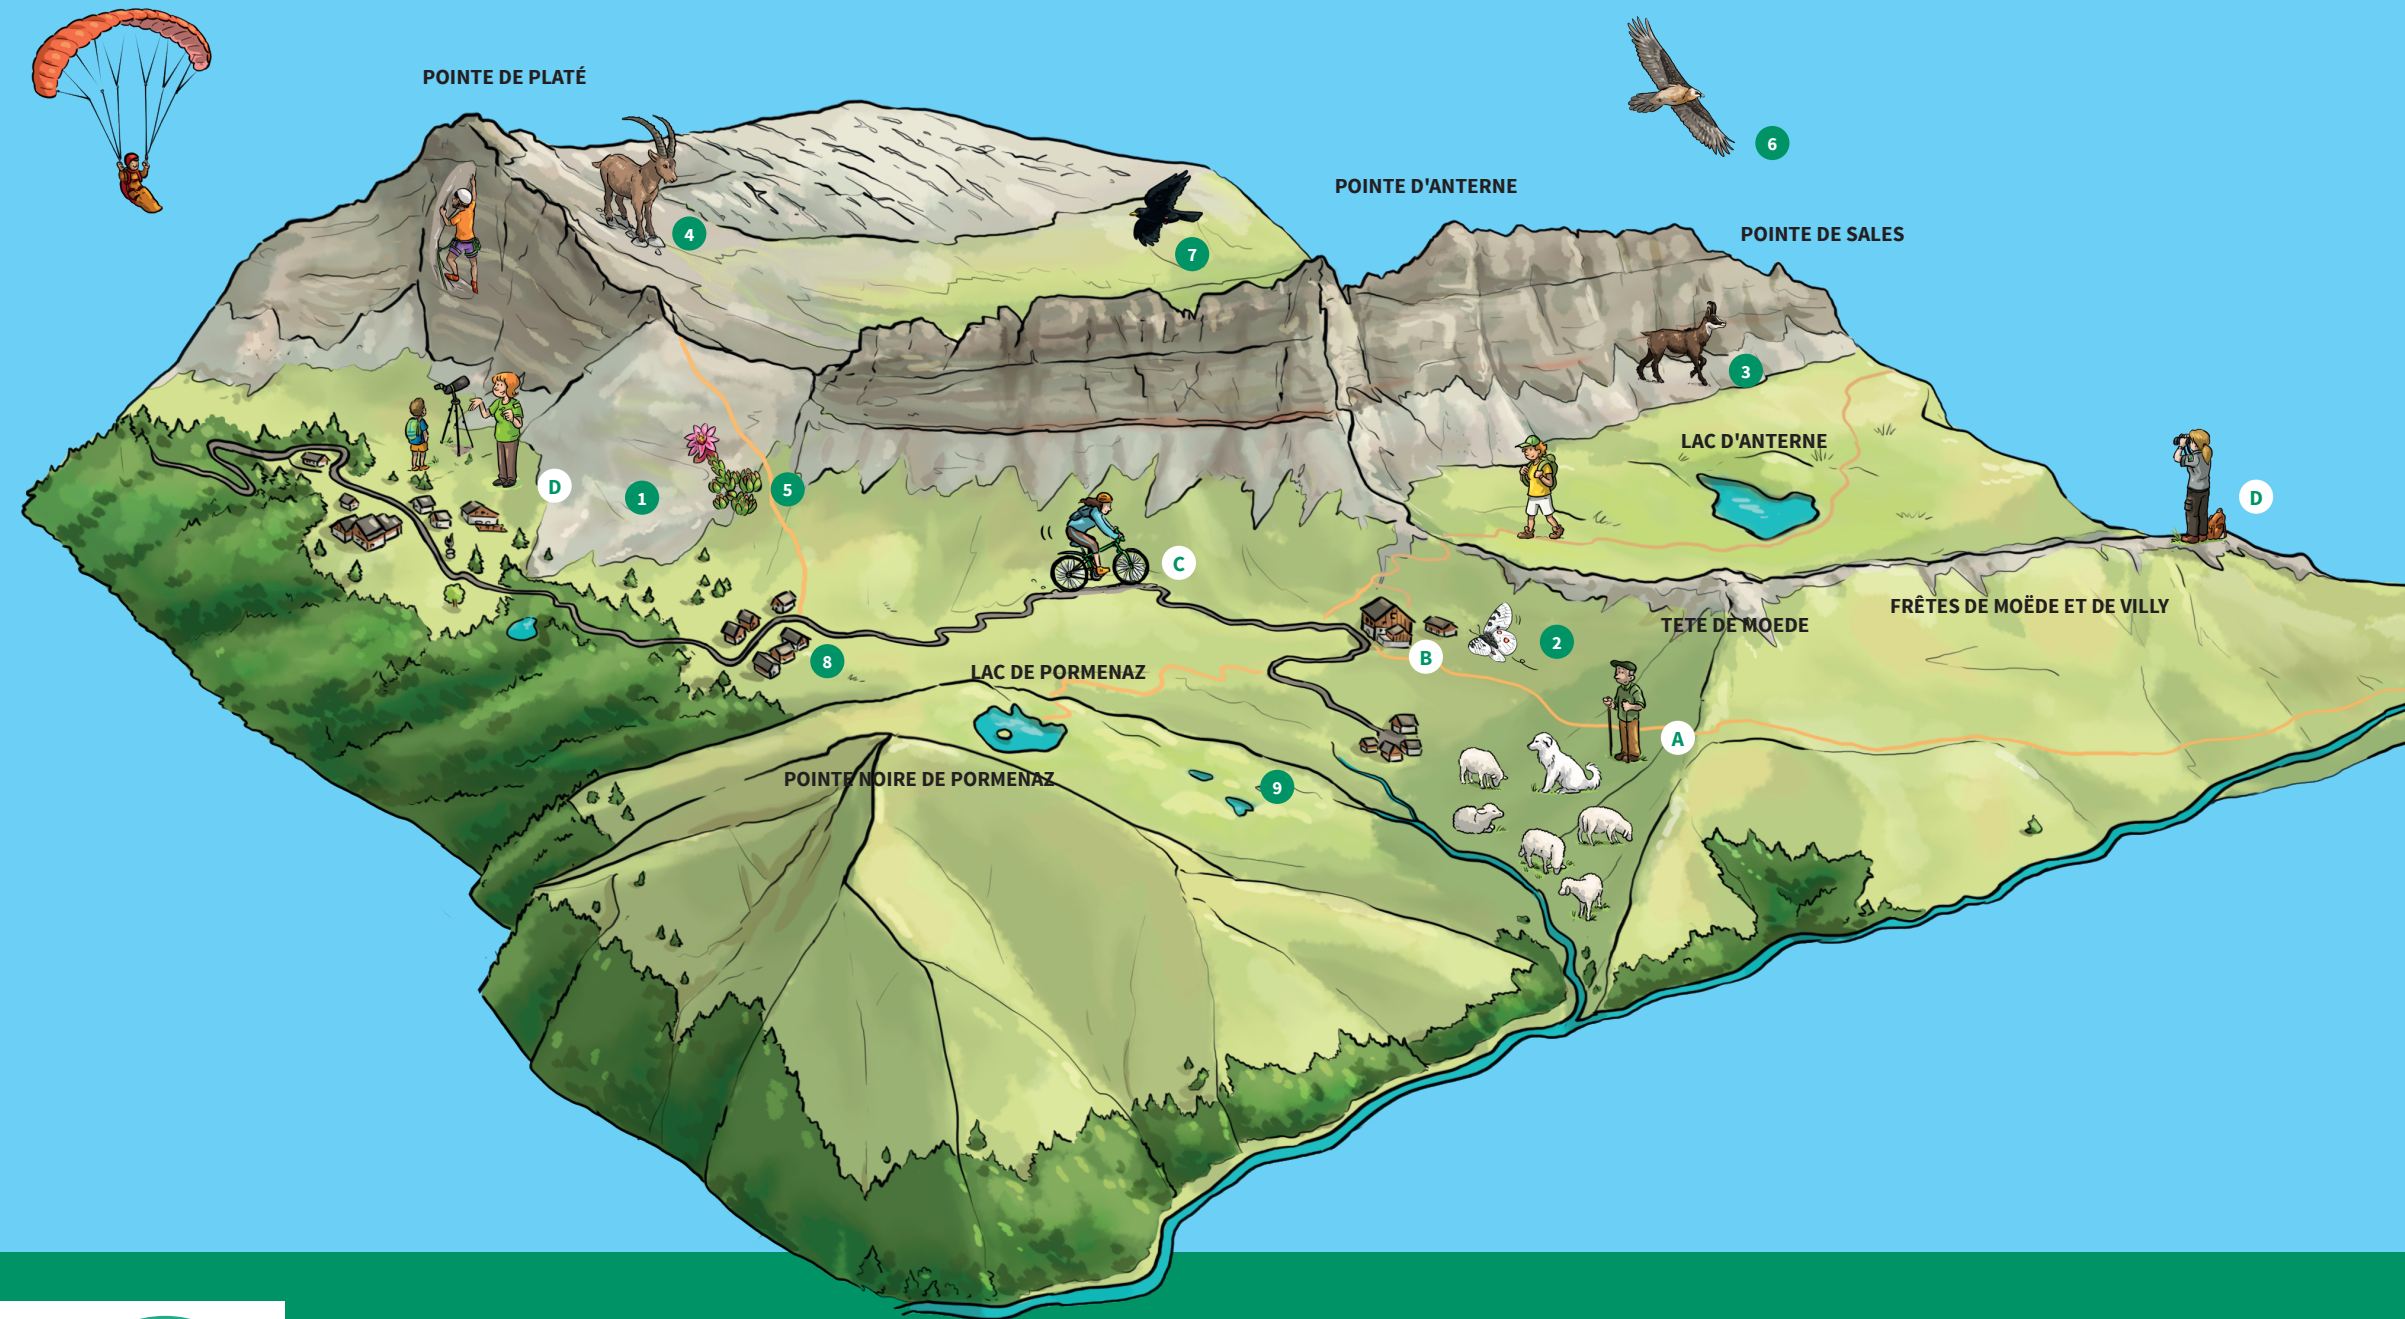 POINTE DE PLATÉ
6
POINTE D'ANTERNE
POINTE DE SALES
4
7
3
LAC D'ANTERNE
D
1
5
D
C
FRÊTES DE MOËDE ET DE VILLY
TETE DE MOEDE
2
B
8
LAC DE PORMENAZ
A
POINTE NOIRE DE PORMENAZ
9